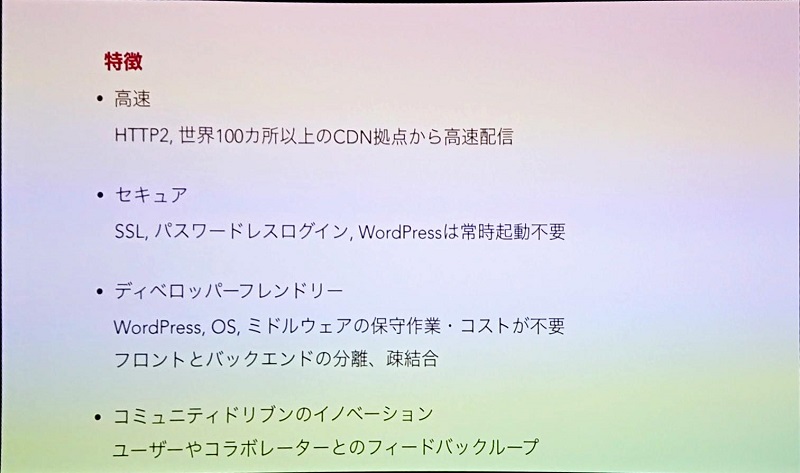 特徴
• 高速
HTTP2, 世界100カ所以上のCDN拠点から高速配信
• セキュア
SSL, パスワードレスログイン, WordPressは常時起動不要
• ディベロッパーフレンドリー
WordPress, OS, ミドルウェアの保守作業・コストが不要
フロントとバックエンドの分離、疎結合
• コミュニティドリブンのイノベーション
ユーザーやコラボレーターとのフィードバックループ